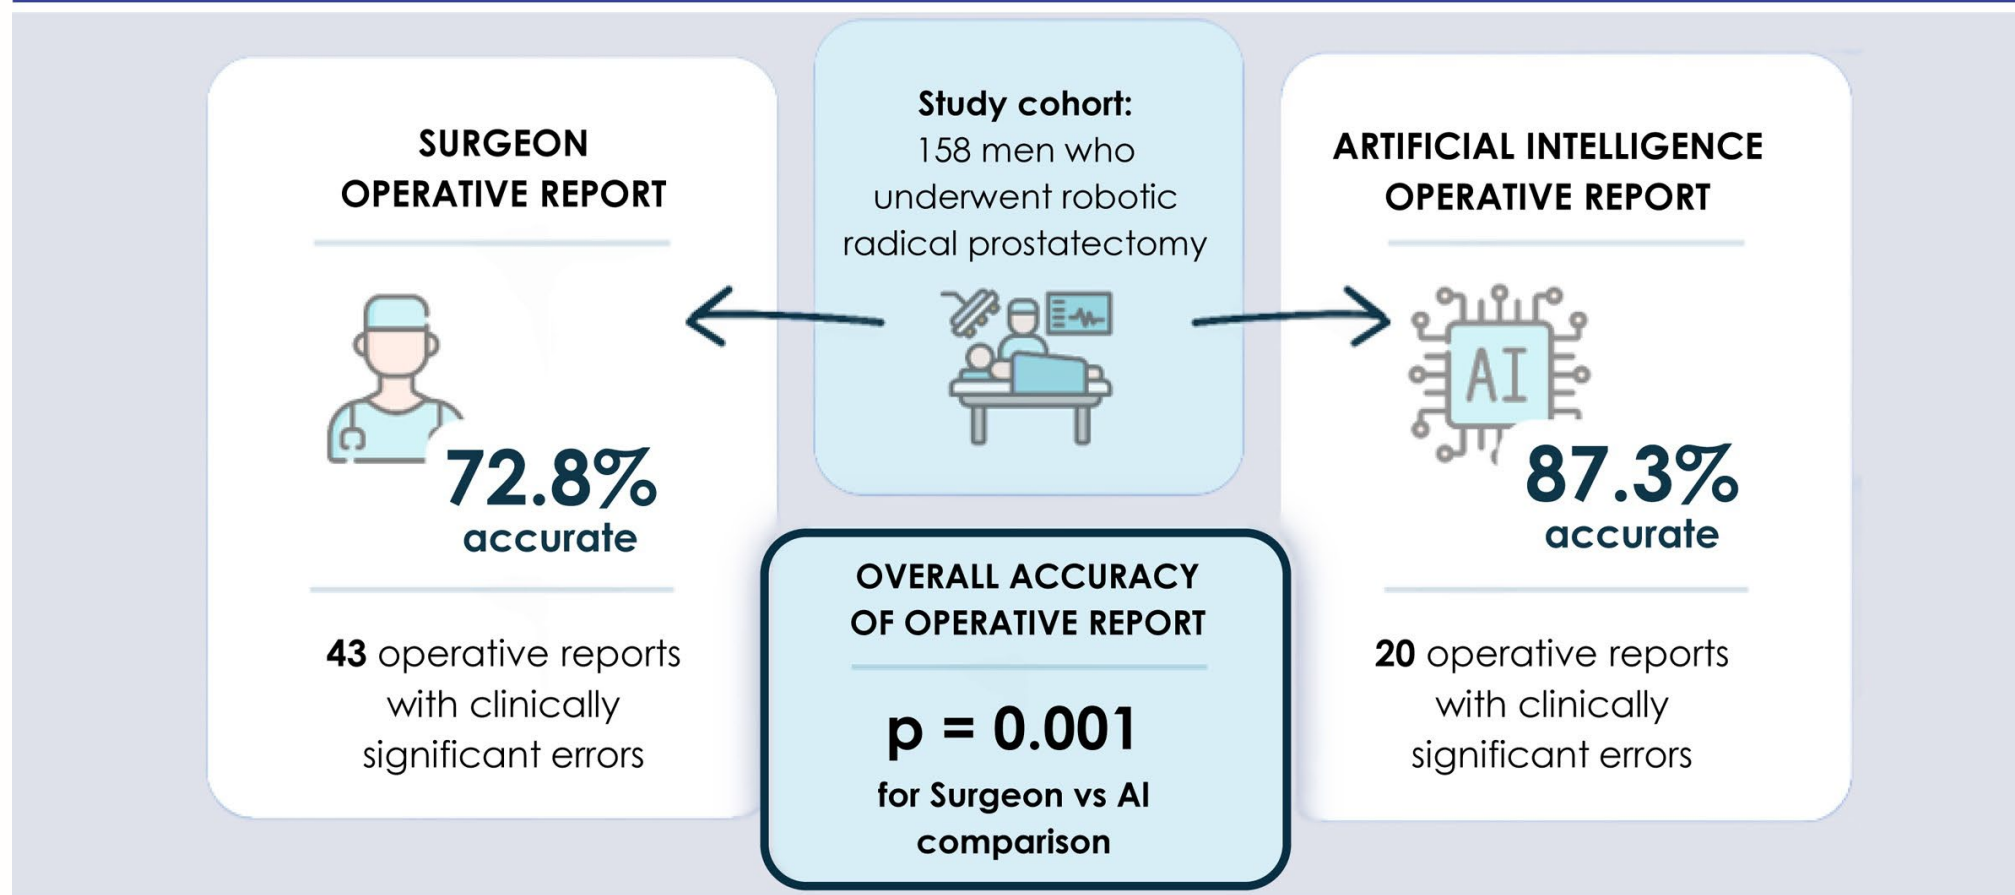 SURGEON
OPERATIVE REPORT
72.8%
accurate
43 operative reports
with clinically
significant errors
Study cohort:
158 men who
underwent robotic
radical prostatectomy
OVERALL ACCURACY
OF OPERATIVE REPORT
p = 0.001
for Surgeon vs AI
comparison
ARTIFICIAL INTELLIGENCE
OPERATIVE REPORT
AI
87.3%
accurate
20 operative reports
with clinically
significant errors